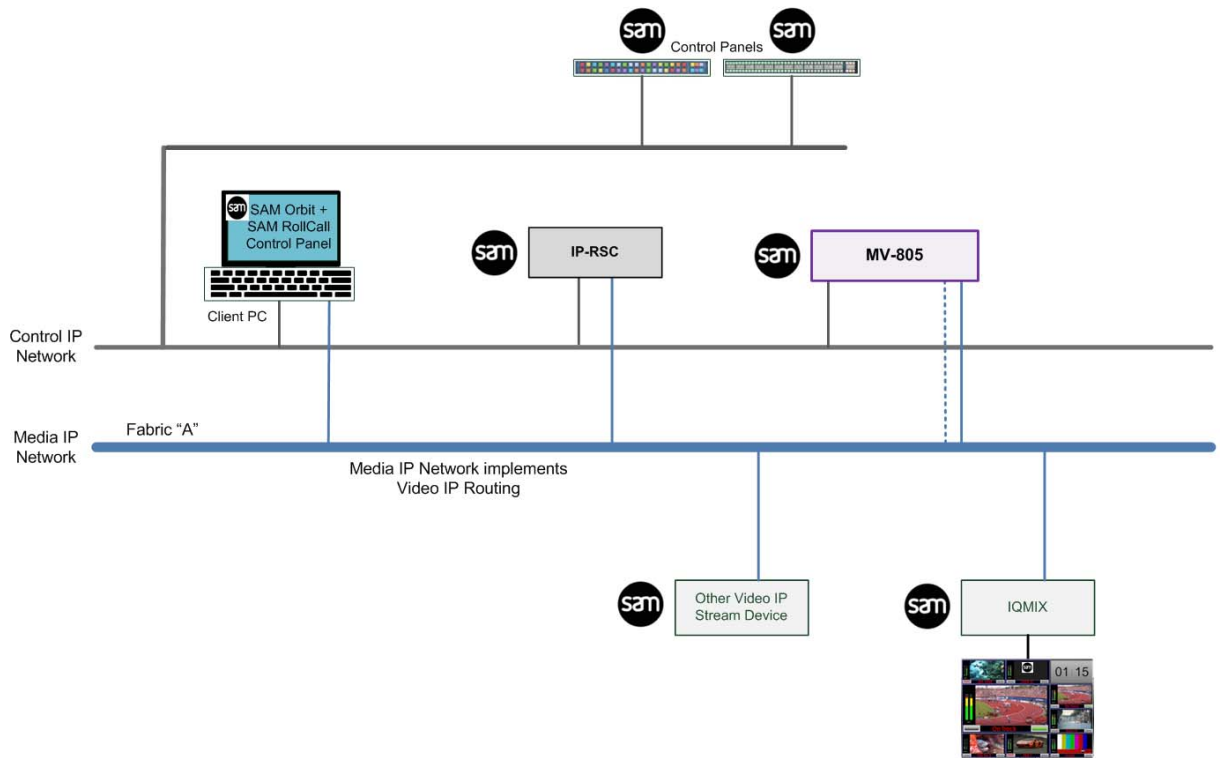 sam
sam
Control Panels
sam
SAM Orbit +
SAM RollCall
Control Panel
Client PC
sam
IP-RSC
sam
MV-805
Control IP
Network
Fabric “A”
Media IP
Network
Media IP Network implements
Video IP Routing
sam
Other Video IP
Stream Device
sam
IQMIX
sam
01 15